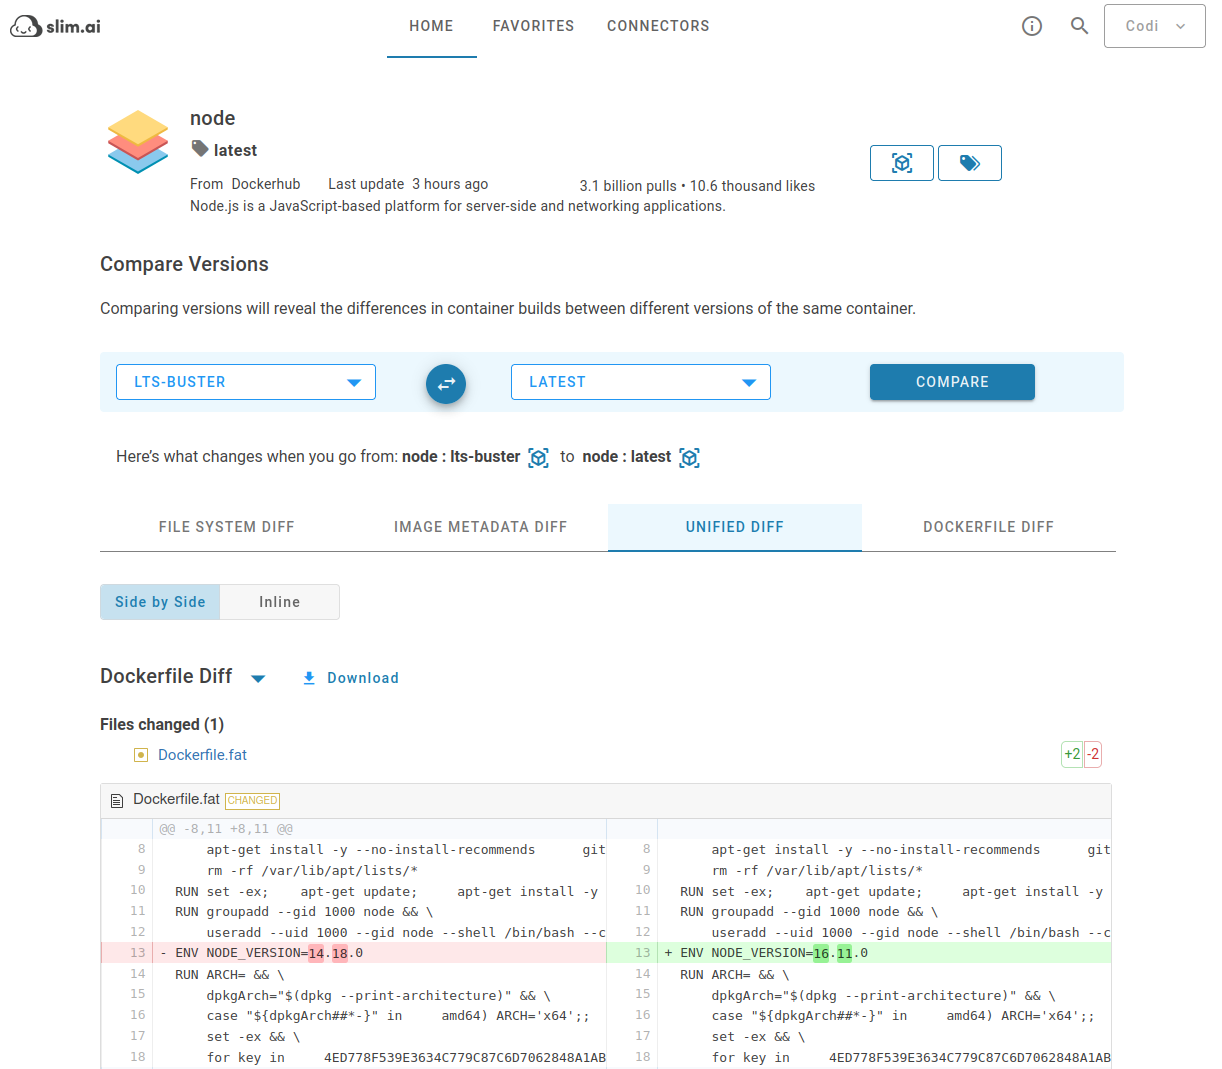 slim.ai
HOME FAVORITES CONNECTORS
Codi
node
latest
From Dockerhub Last update 3 hours ago 3.1 billion pulls • 10.6 thousand likes
Node.js is a JavaScript-based platform for server-side and networking applications.
Compare Versions
Comparing versions will reveal the differences in container builds between different versions of the same container.
LTS-BUSTER LATEST COMPARE
Here’s what changes when you go from: node : lts-buster to node : latest
FILE SYSTEM DIFF IMAGE METADATA DIFF UNIFIED DIFF DOCKERFILE DIFF
Side by Side Inline
Dockerfile Diff Download
Files changed (1)
Dockerfile.fat +2 -2
Dockerfile.fat CHANGED
@@ -8,11 +8,11 @@
8 apt-get install -y --no-install-recommends git
9 rm -rf /var/lib/apt/lists/*
10 RUN set -ex; apt-get update; apt-get install -y
11 RUN groupadd --gid 1000 node && \
12 useradd --uid 1000 --gid node --shell /bin/bash --c
13 - ENV NODE_VERSION=14.18.0
14 RUN ARCH= && \
15 dpkgArch="$(dpkg --print-architecture)" && \
16 case "${dpkgArch##*-}" in amd64) ARCH='x64';;
17 set -ex && \
18 for key in 4ED778F539E3634C779C87C6D7062848A1AB
8 apt-get install -y --no-install-recommends git
9 rm -rf /var/lib/apt/lists/*
10 RUN set -ex; apt-get update; apt-get install -y
11 RUN groupadd --gid 1000 node && \
12 useradd --uid 1000 --gid node --shell /bin/bash --c
13 + ENV NODE_VERSION=16.11.0
14 RUN ARCH= && \
15 dpkgArch="$(dpkg --print-architecture)" && \
16 case "${dpkgArch##*-}" in amd64) ARCH='x64';;
17 set -ex && \
18 for key in 4ED778F539E3634C779C87C6D7062848A1AB